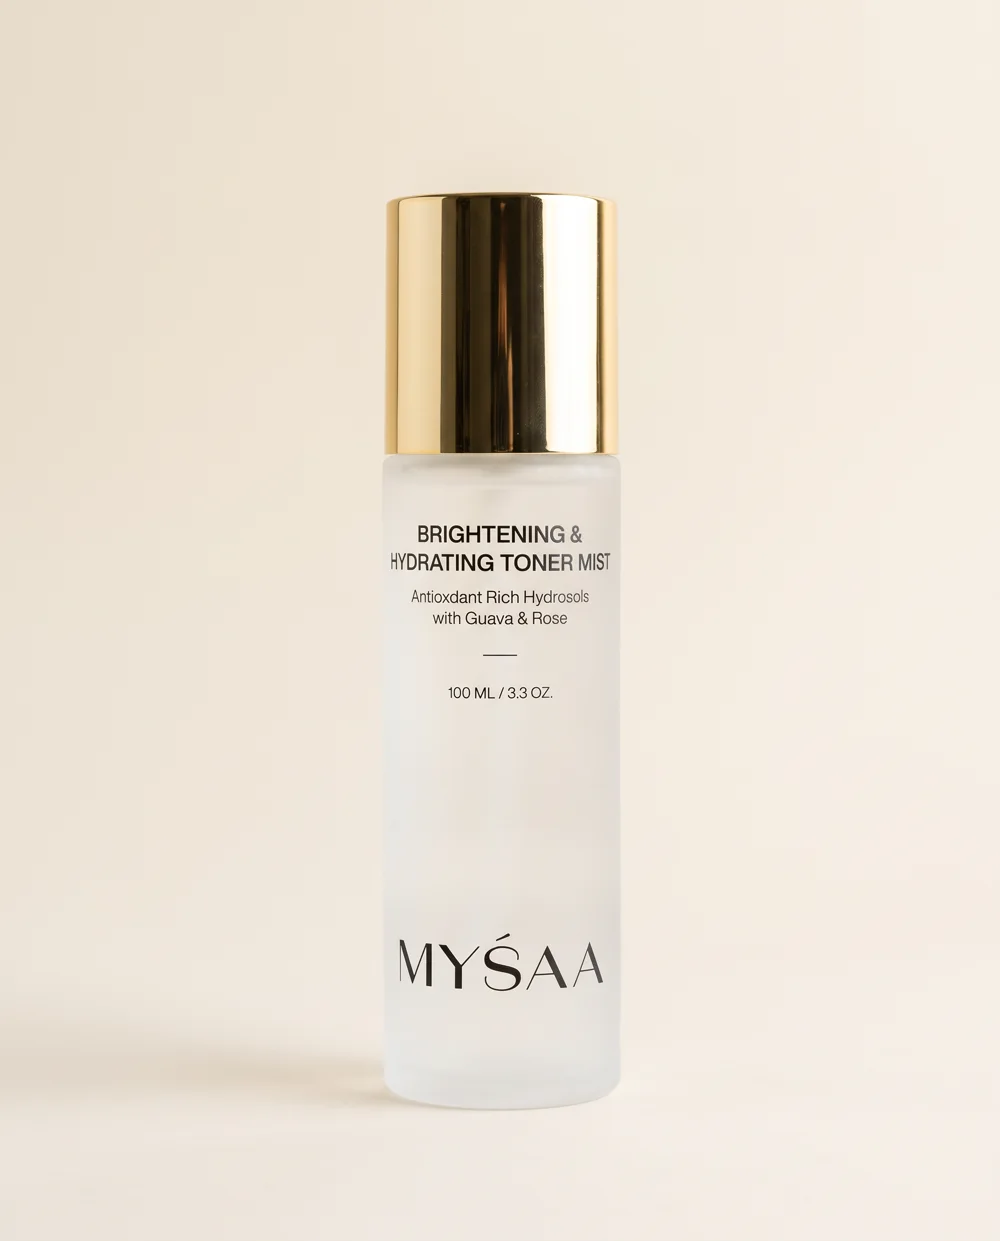 BRIGHTENING &
HYDRATING TONER MIST
Antioxdant Rich Hydrosols
with Guava & Rose
100 ML / 3.3 OZ.
MYŚAA